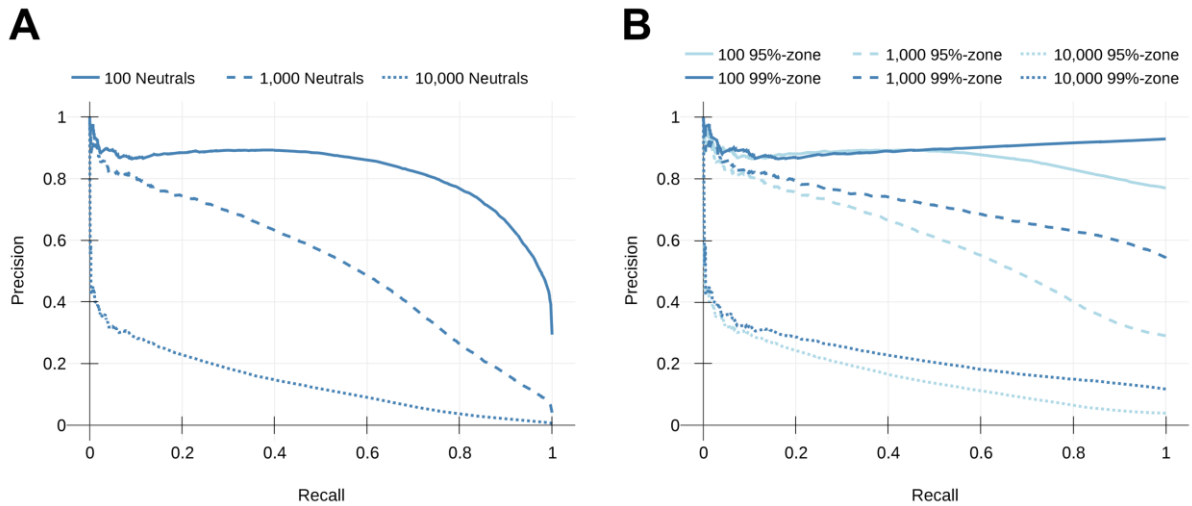 A
100 Neutrals 1,000 Neutrals 10,000 Neutrals
1
0.8
0.6
0.4
0.2
0
0 0.2 0.4 0.6 0.8 1
Precision
Recall
B
100 95%-zone 1,000 95%-zone 10,000 95%-zone
100 99%-zone 1,000 99%-zone 10,000 99%-zone
1
0.8
0.6
0.4
0.2
0
0 0.2 0.4 0.6 0.8 1
Precision
Recall